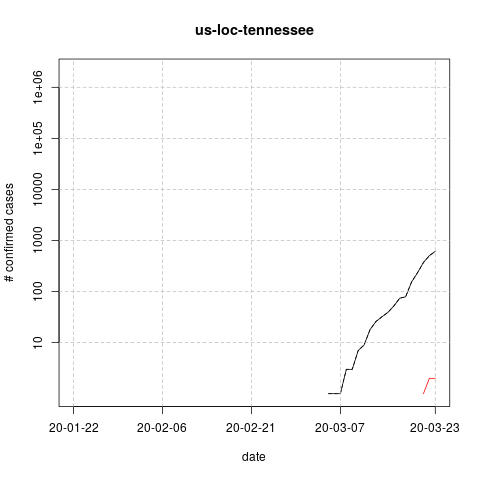 us-loc-tennessee
# confirmed cases
1e+06
1e+05
10000
1000
100
10
20-01-22
20-02-06
20-02-21
20-03-07
20-03-23
date